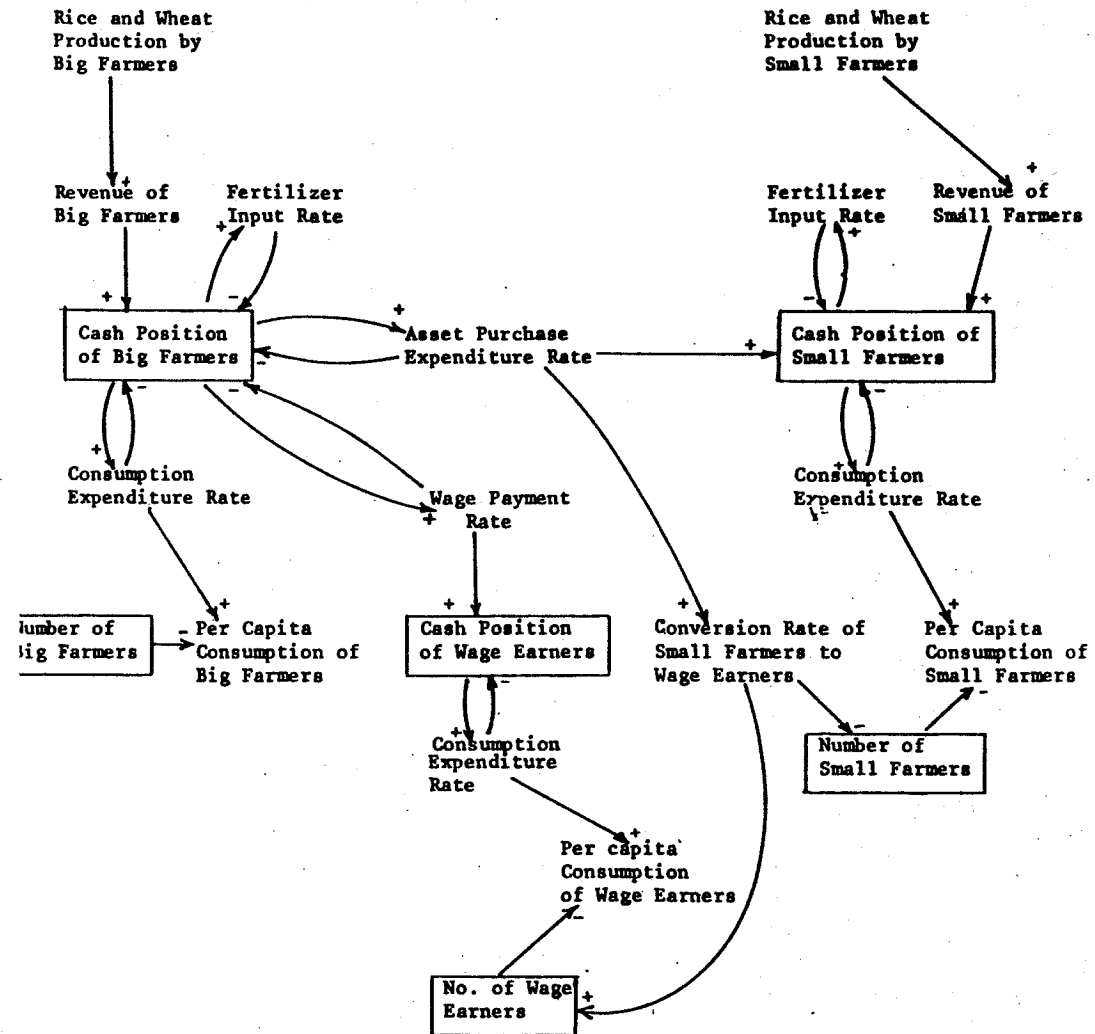 Rice and Wheat
Production by
Big Farmers
Rice and Wheat
Production by
Small Farmers
+
Revenue of
Big Farmers
Fertilizer
Input Rate
+
-
Fertilizer
Input Rate
+
-
+
Revenue of
Small Farmers
+
Cash Position
of Big Farmers
-
-
-
+
Asset Purchase
Expenditure Rate
+
+
Cash Position of
Small Farmers
-
+
Consumption
Expenditure Rate
Wage Payment
+
Rate
+
Consumption
Expenditure Rate
Number of
Big Farmers
-
+
Per Capita
Consumption of
Big Farmers
+
Cash Position
of Wage Earners
-
+
Conversion Rate of
Small Farmers to
Wage Earners
+
Per Capita
Consumption of
Small Farmers
-
+
Consumption
Expenditure
Rate
-
Number of
Small Farmers
+
Per capita
Consumption
of Wage Earners
-
No. of Wage
Earners
+